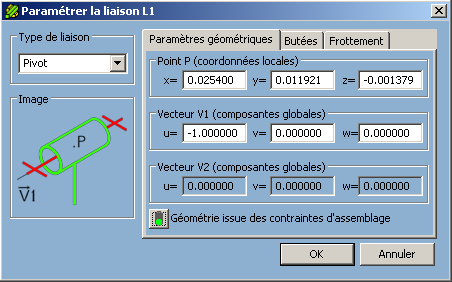 Paramétrer la liaison L1
Type de liaison
Pivot
Image
.P
V1
Paramètres géométriques Butées Frottement
Point P (coordonnées locales)
x= 0.025400 y= 0.011921 z= -0.001379
Vecteur V1 (composantes globales)
u= -1.000000 v= 0.000000 w= 0.000000
Vecteur V2 (composantes globales)
u= 0.000000 v= 0.000000 w= 0.000000
Géométrie issue des contraintes d'assemblage
OK Annuler